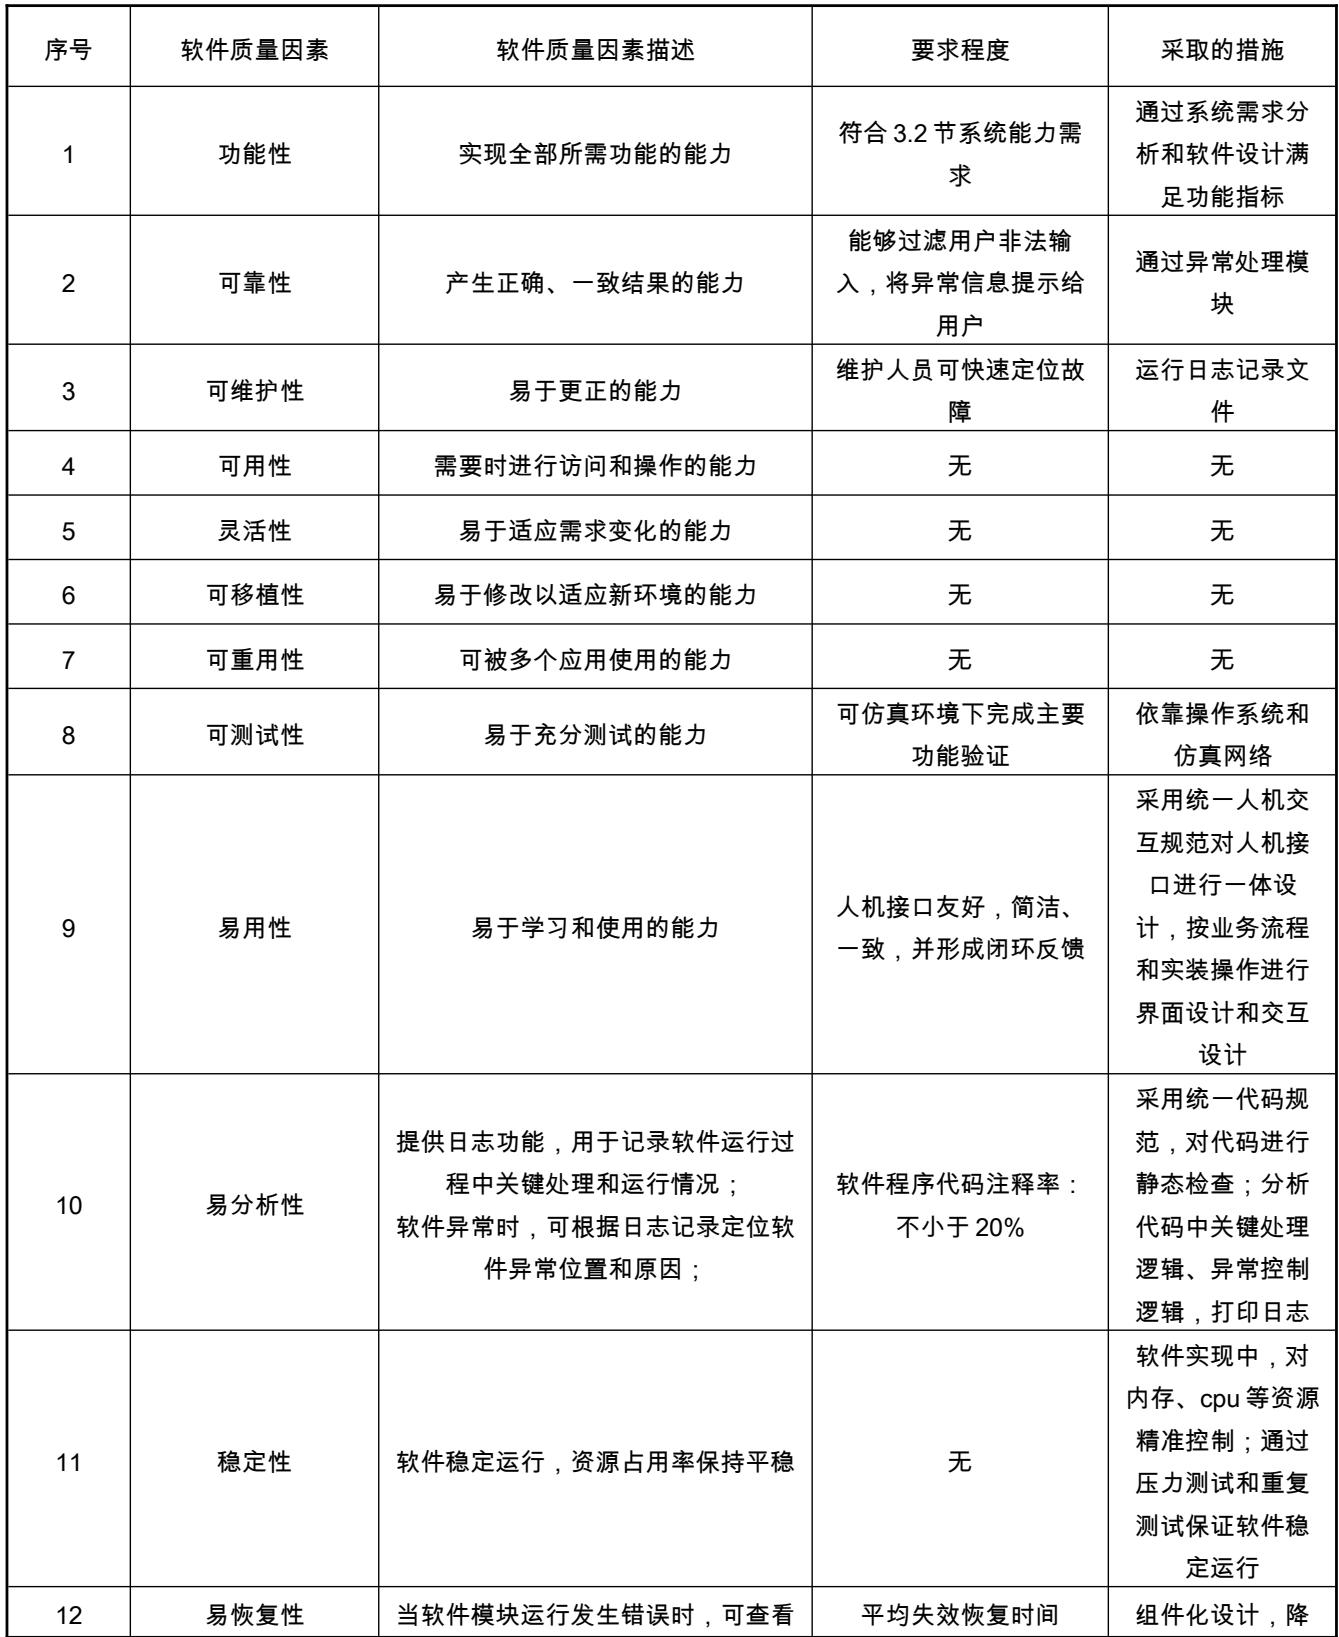 序号 软件质量因素 软件质量因素描述 要求程度 采取的措施
1 功能性 实现全部所需功能的能力
符合 3.2 节系统能力需
求
通过系统需求分
析和软件设计满
足功能指标
2 可靠性 产生正确、一致结果的能力
能够过滤用户非法输
入，将异常信息提示给
用户
通过异常处理模
块
3 可维护性 易于更正的能力
维护人员可快速定位故
障
运行日志记录文
件
4 可用性 需要时进行访问和操作的能力 无 无
5 灵活性 易于适应需求变化的能力 无 无
6 可移植性 易于修改以适应新环境的能力 无 无
7 可重用性 可被多个应用使用的能力 无 无
8 可测试性 易于充分测试的能力
可仿真环境下完成主要
功能验证
依靠操作系统和
仿真网络
9 易用性 易于学习和使用的能力
人机接口友好，简洁、
一致，并形成闭环反馈
采用统一人机交
互规范对人机接
口进行一体设
计，按业务流程
和实装操作进行
界面设计和交互
设计
10 易分析性
提供日志功能，用于记录软件运行过
程中关键处理和运行情况；
软件异常时，可根据日志记录定位软
件异常位置和原因；
软件程序代码注释率：
不小于 20%
采用统一代码规
范，对代码进行
静态检查；分析
代码中关键处理
逻辑、异常控制
逻辑，打印日志
11 稳定性 软件稳定运行，资源占用率保持平稳 无
软件实现中，对
内存、cpu 等资源
精准控制；通过
压力测试和重复
测试保证软件稳
定运行
12 易恢复性 当软件模块运行发生错误时，可查看 平均失效恢复时间 组件化设计，降